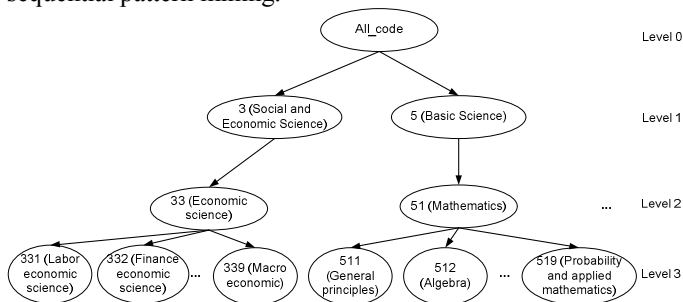 sequential pattern mining.
All_code
Level 0
3 (Social and
Economic Science)
5 (Basic Science)
Level 1
33 (Economic
science)
51 (Mathematics)
...
Level 2
331 (Labor
economic
science)
332 (Finance
economic
science)
...
339 (Macro
economic)
511
(General
principles)
512
(Algebra)
...
519 (Probability
and applied
mathematics)
Level 3